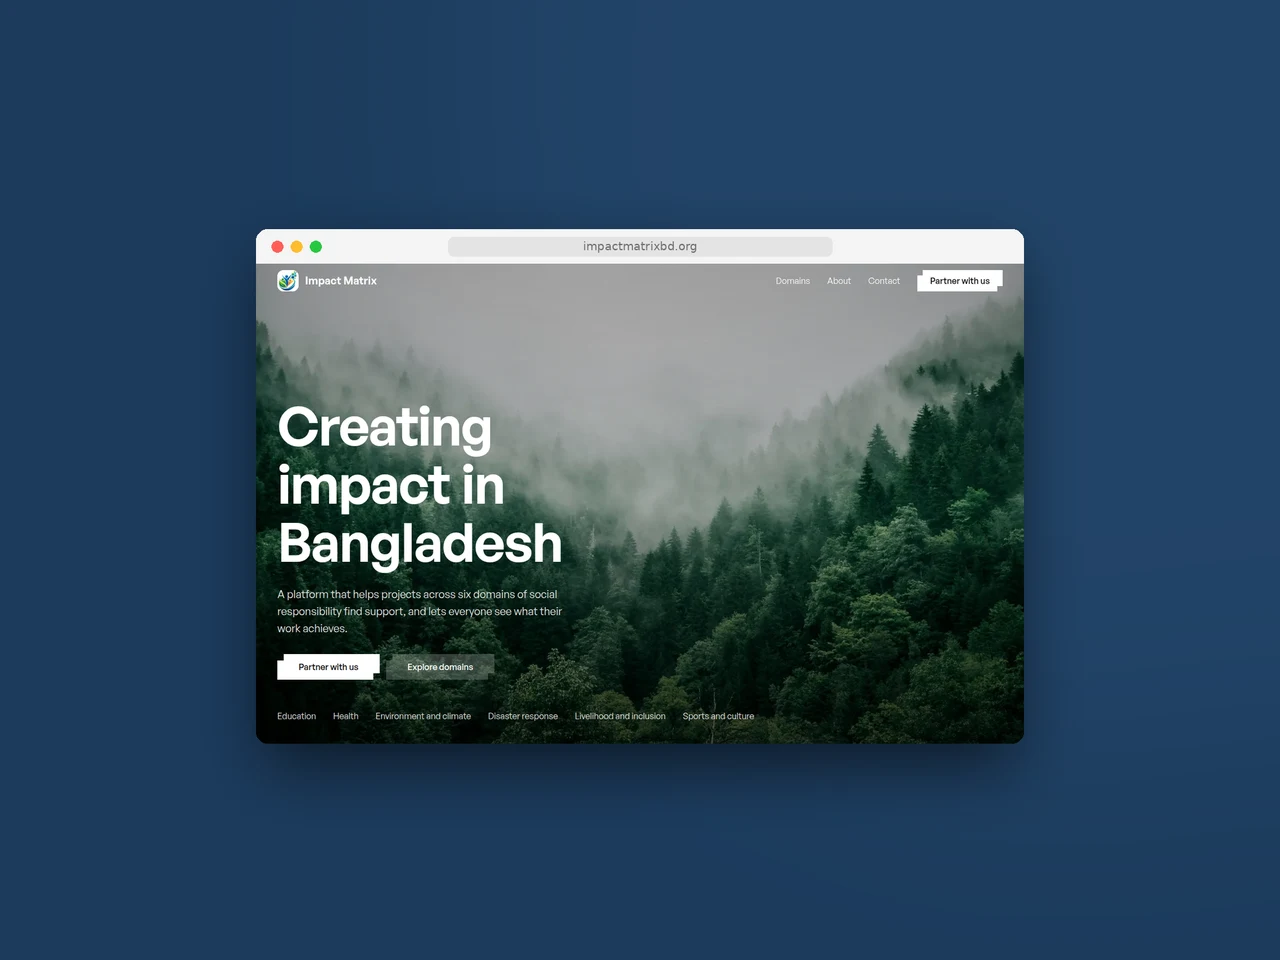 impactmatrixbd.org
Impact Matrix
Domains
About
Contact
Partner with us
Creating
impact in
Bangladesh
A platform that helps projects across six domains of social
responsibility find support, and lets everyone see what their
work achieves.
Partner with us
Explore domains
Education
Health
Environment and climate
Disaster response
Livelihood and inclusion
Sports and culture